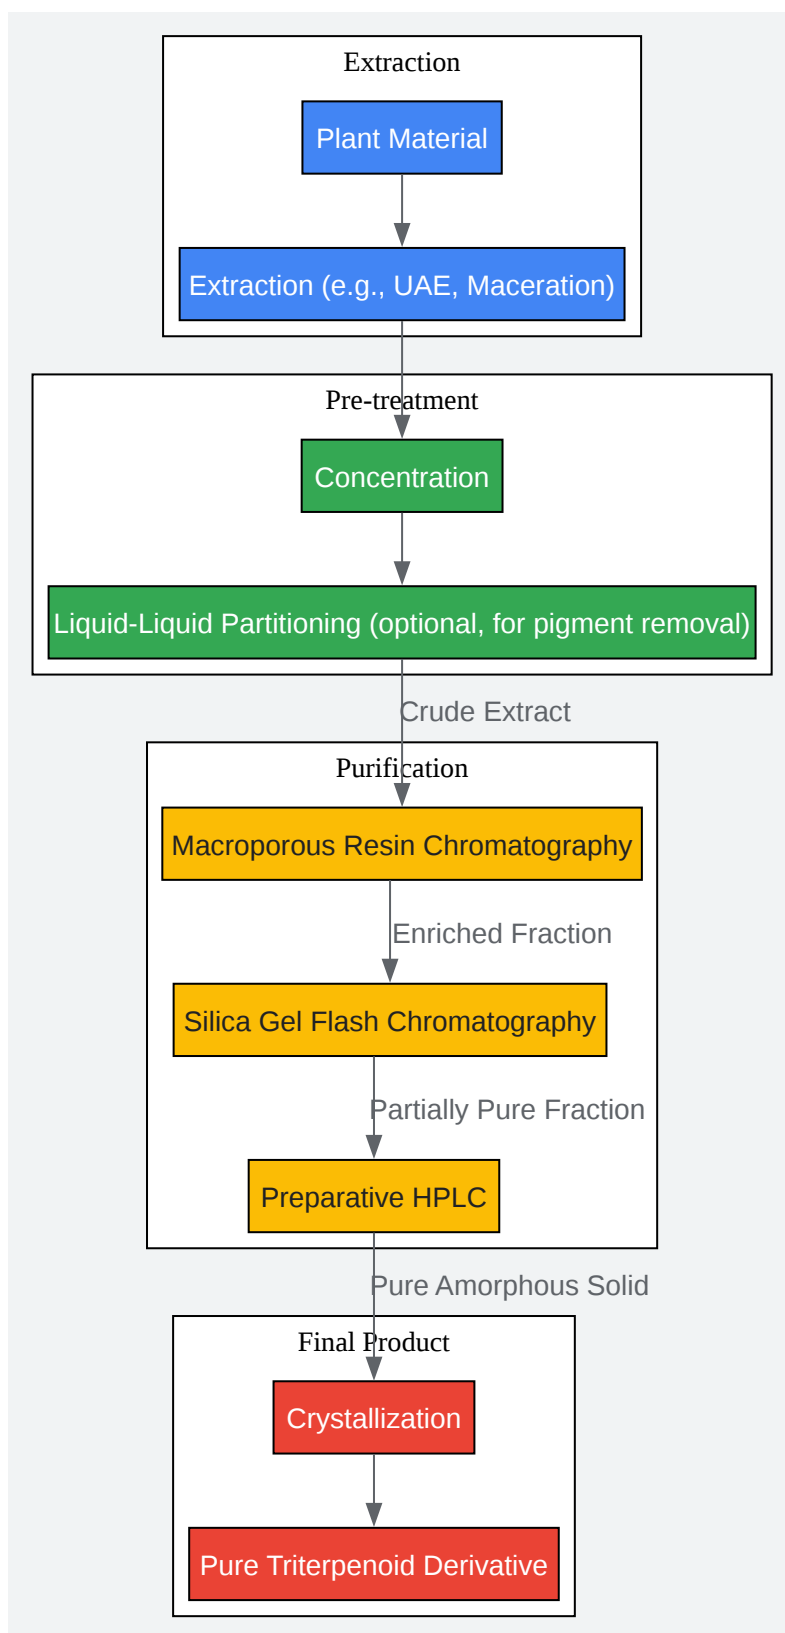 Extraction
Plant Material
Extraction (e.g., UAE, Maceration)
Pre-treatment
Concentration
Liquid-Liquid Partitioning (optional, for pigment removal)
Crude Extract
Purification
Macroporous Resin Chromatography
Enriched Fraction
Silica Gel Flash Chromatography
Partially Pure Fraction
Preparative HPLC
Pure Amorphous Solid
Final Product
Crystallization
Pure Triterpenoid Derivative